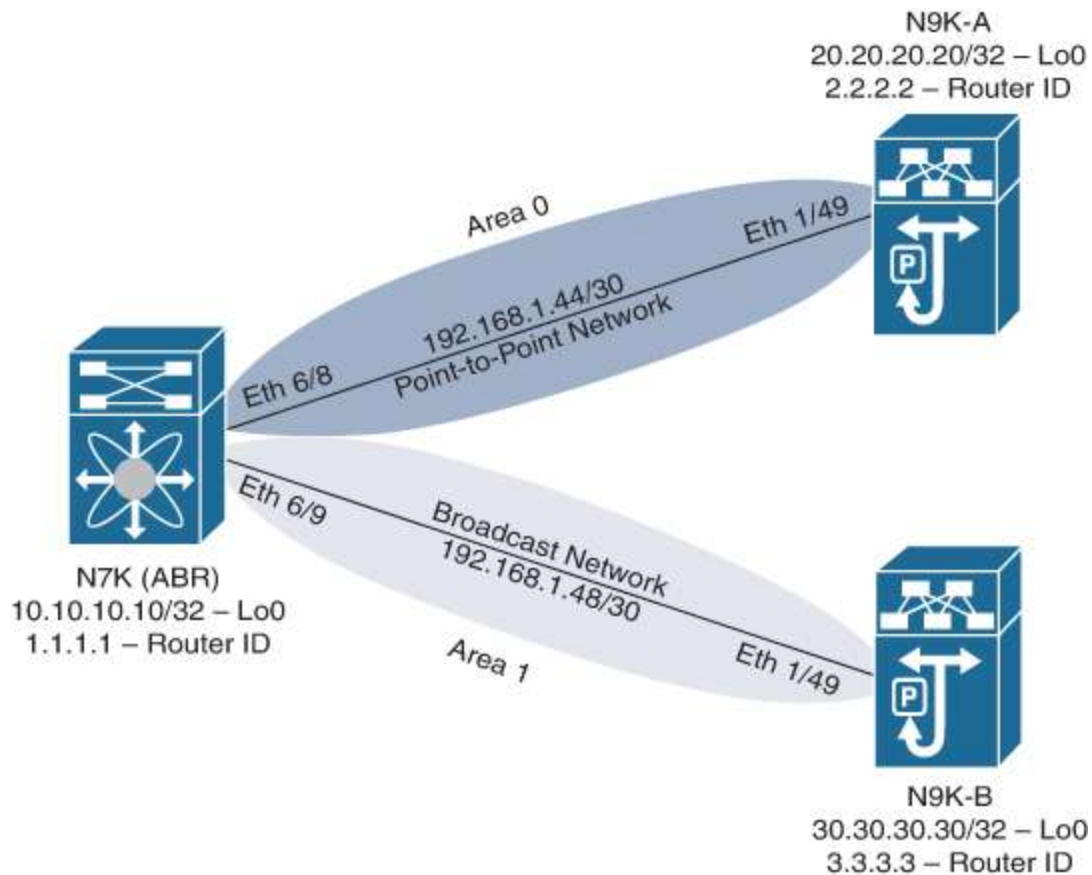 N9K-A
20.20.20.20/32 – Lo0
2.2.2.2 – Router ID
Area 0
Eth 1/49
192.168.1.44/30
Point-to-Point Network
Eth 6/8
P
N7K (ABR)
10.10.10.10/32 – Lo0
1.1.1.1 – Router ID
Eth 6/9
Broadcast Network
192.168.1.48/30
Area 1
Eth 1/49
P
N9K-B
30.30.30.30/32 – Lo0
3.3.3.3 – Router ID